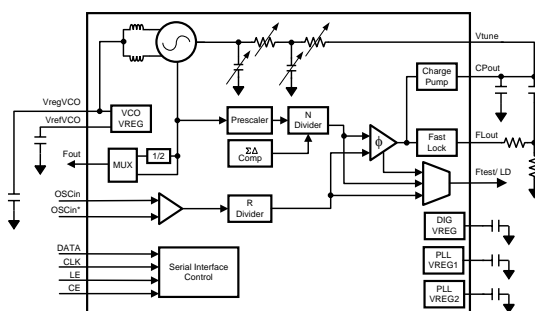 Vtune
Charge
Pump
CPout
VregVCO
VrefVCO
VCO
VREG
Prescaler
N
Divider
ΣΔ
Comp
ϕ
Fast
Lock
FLout
Fout
MUX
1/2
Ftest/ LD
OSCin
OSCin*
R
Divider
DIG
VREG
DATA
CLK
LE
CE
Serial Interface
Control
PLL
VREG1
PLL
VREG2